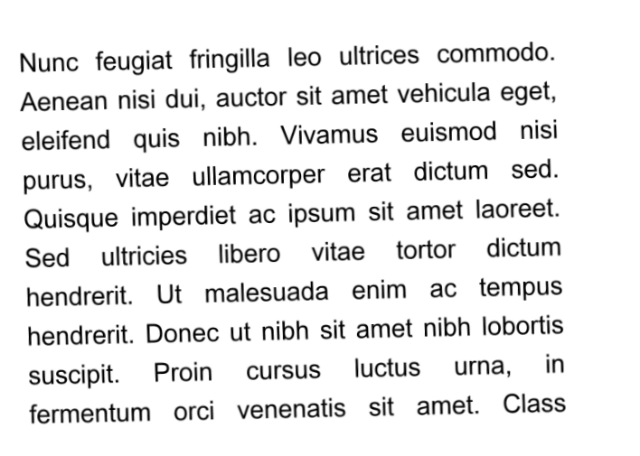 Nunc feugiat fringilla leo ultrices commodo.
Aenean nisi dui, auctor sit amet vehicula eget,
eleifend quis nibh. Vivamus euismod nisi
purus, vitae ullamcorper erat dictum sed.
Quisque imperdiet ac ipsum sit amet laoreet.
Sed ultricies libero vitae tortor dictum
hendrerit. Ut malesuada enim ac tempus
hendrerit. Donec ut nibh sit amet nibh lobortis
suscipit. Proin cursus luctus urna, in
fermentum orci venenatis sit amet. Class